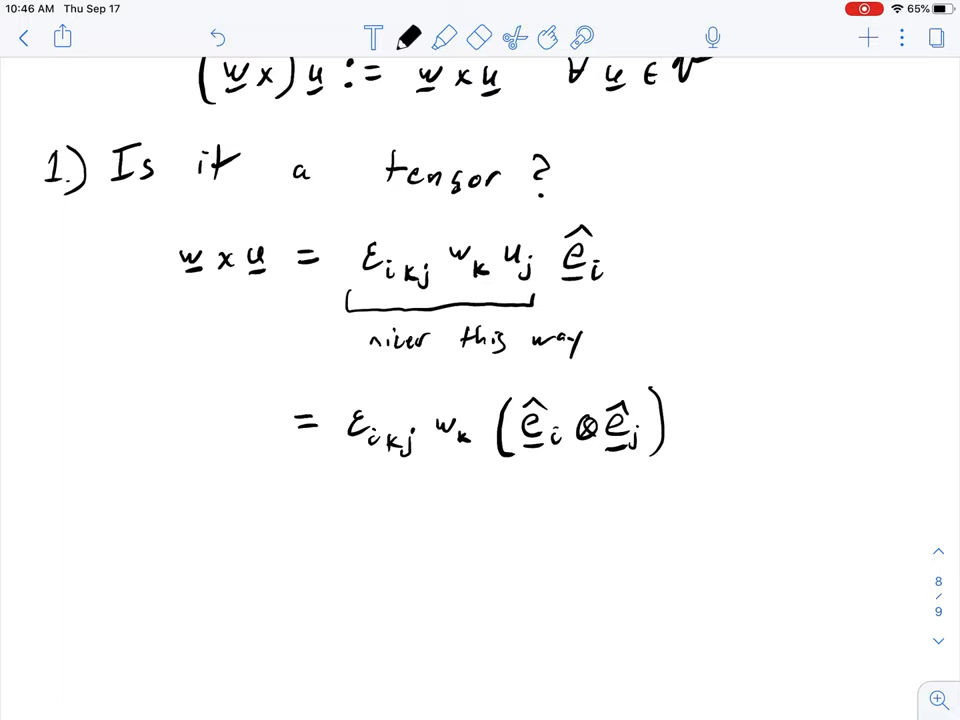 10:46 AM Thu Sep 17
65%
(w x) u := w x u ∀ u ∈ V
1.) Is it a tensor ?
w x u = ε_ikj w_k u_j ê_i
nicer this way
= ε_ikj w_k (ê_i ⊗ ê_j)
8
/
9